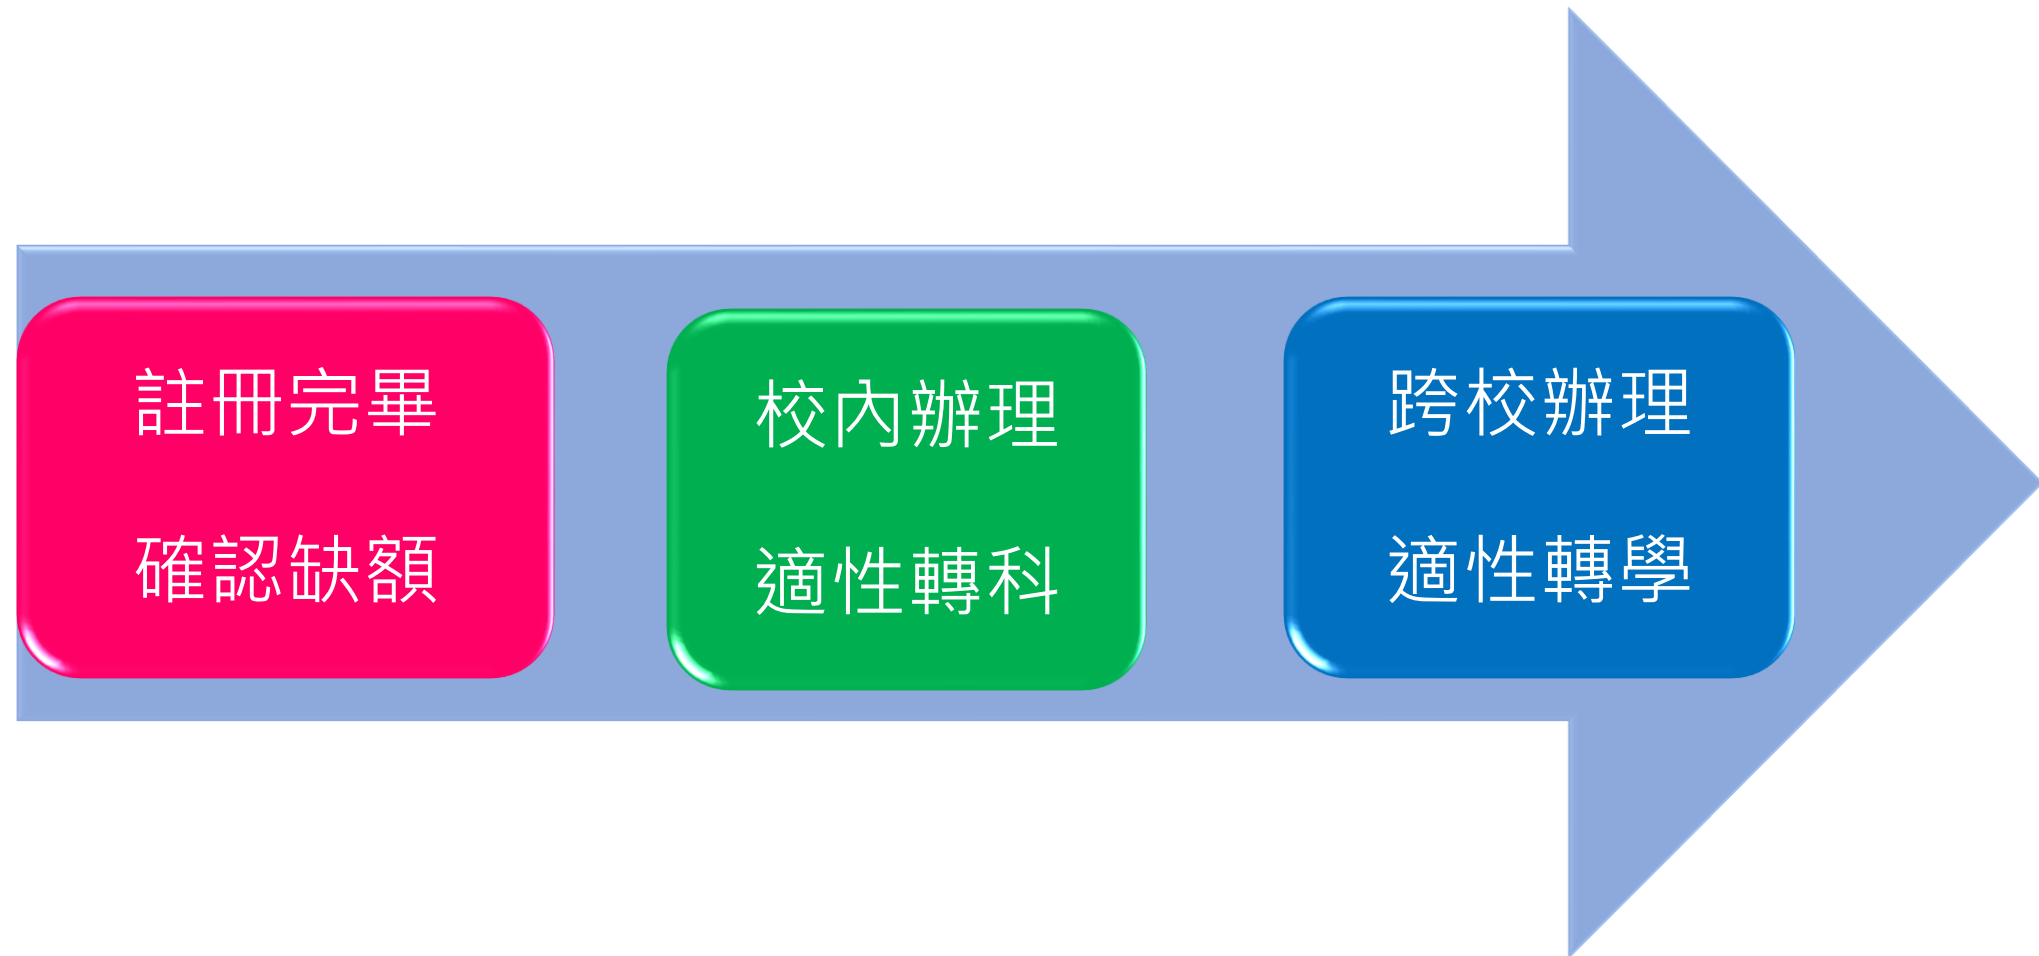 註冊完畢
確認缺額
校內辦理
適性轉科
跨校辦理
適性轉學